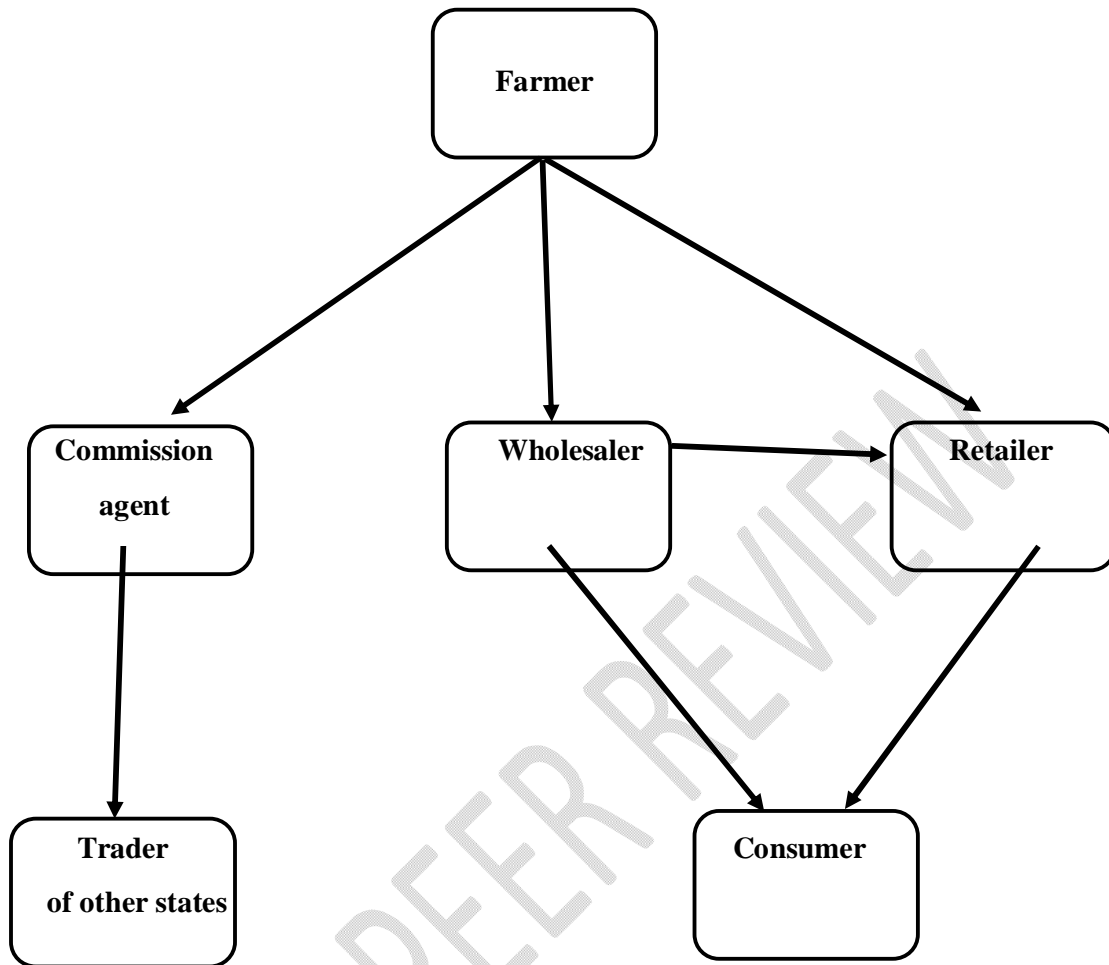 Farmer
Commission
agent
Wholesaler
Retailer
Trader
of other states
Consumer
PEER REVIEW